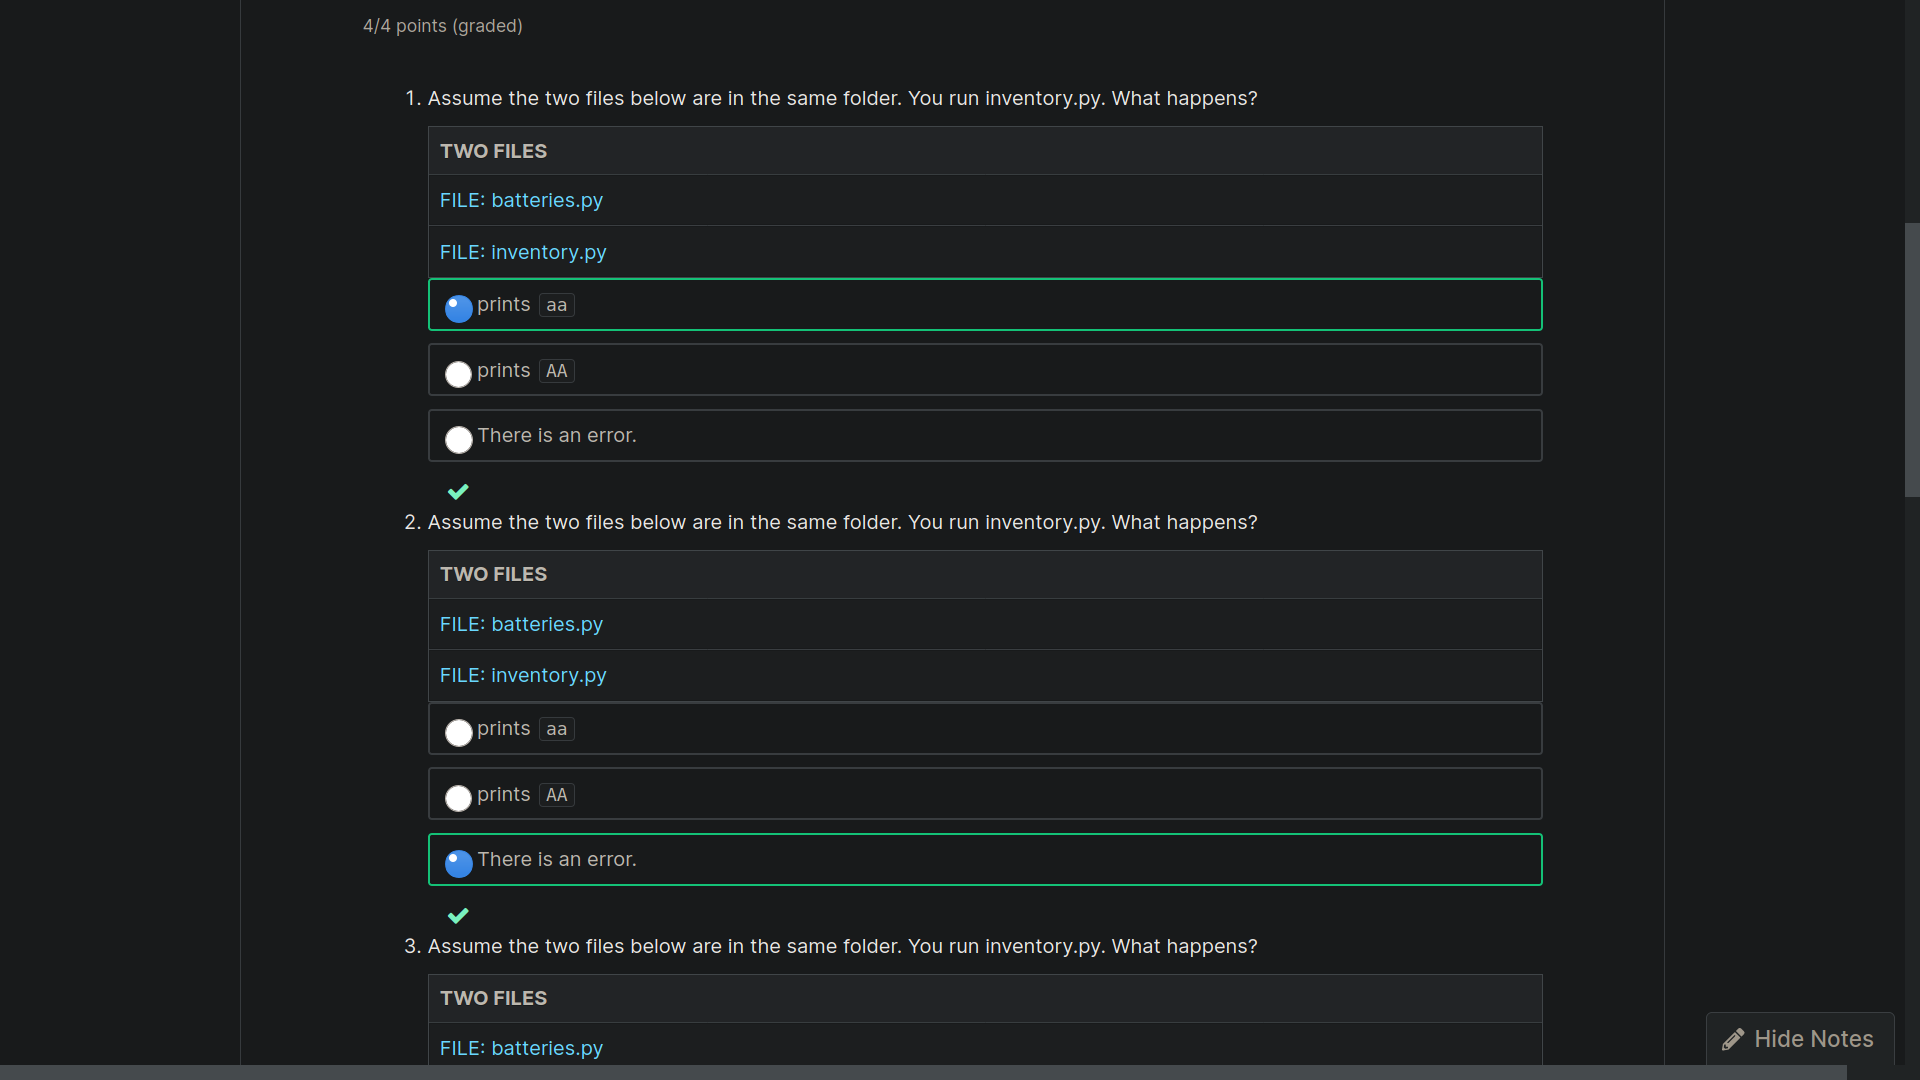 4/4 points (graded)
1. Assume the two files below are in the same folder. You run inventory.py. What happens?
TWO FILES
FILE: batteries.py
FILE: inventory.py
prints aa
prints AA
There is an error.
2. Assume the two files below are in the same folder. You run inventory.py. What happens?
TWO FILES
FILE: batteries.py
FILE: inventory.py
prints aa
prints AA
There is an error.
3. Assume the two files below are in the same folder. You run inventory.py. What happens?
TWO FILES
FILE: batteries.py
Hide Notes